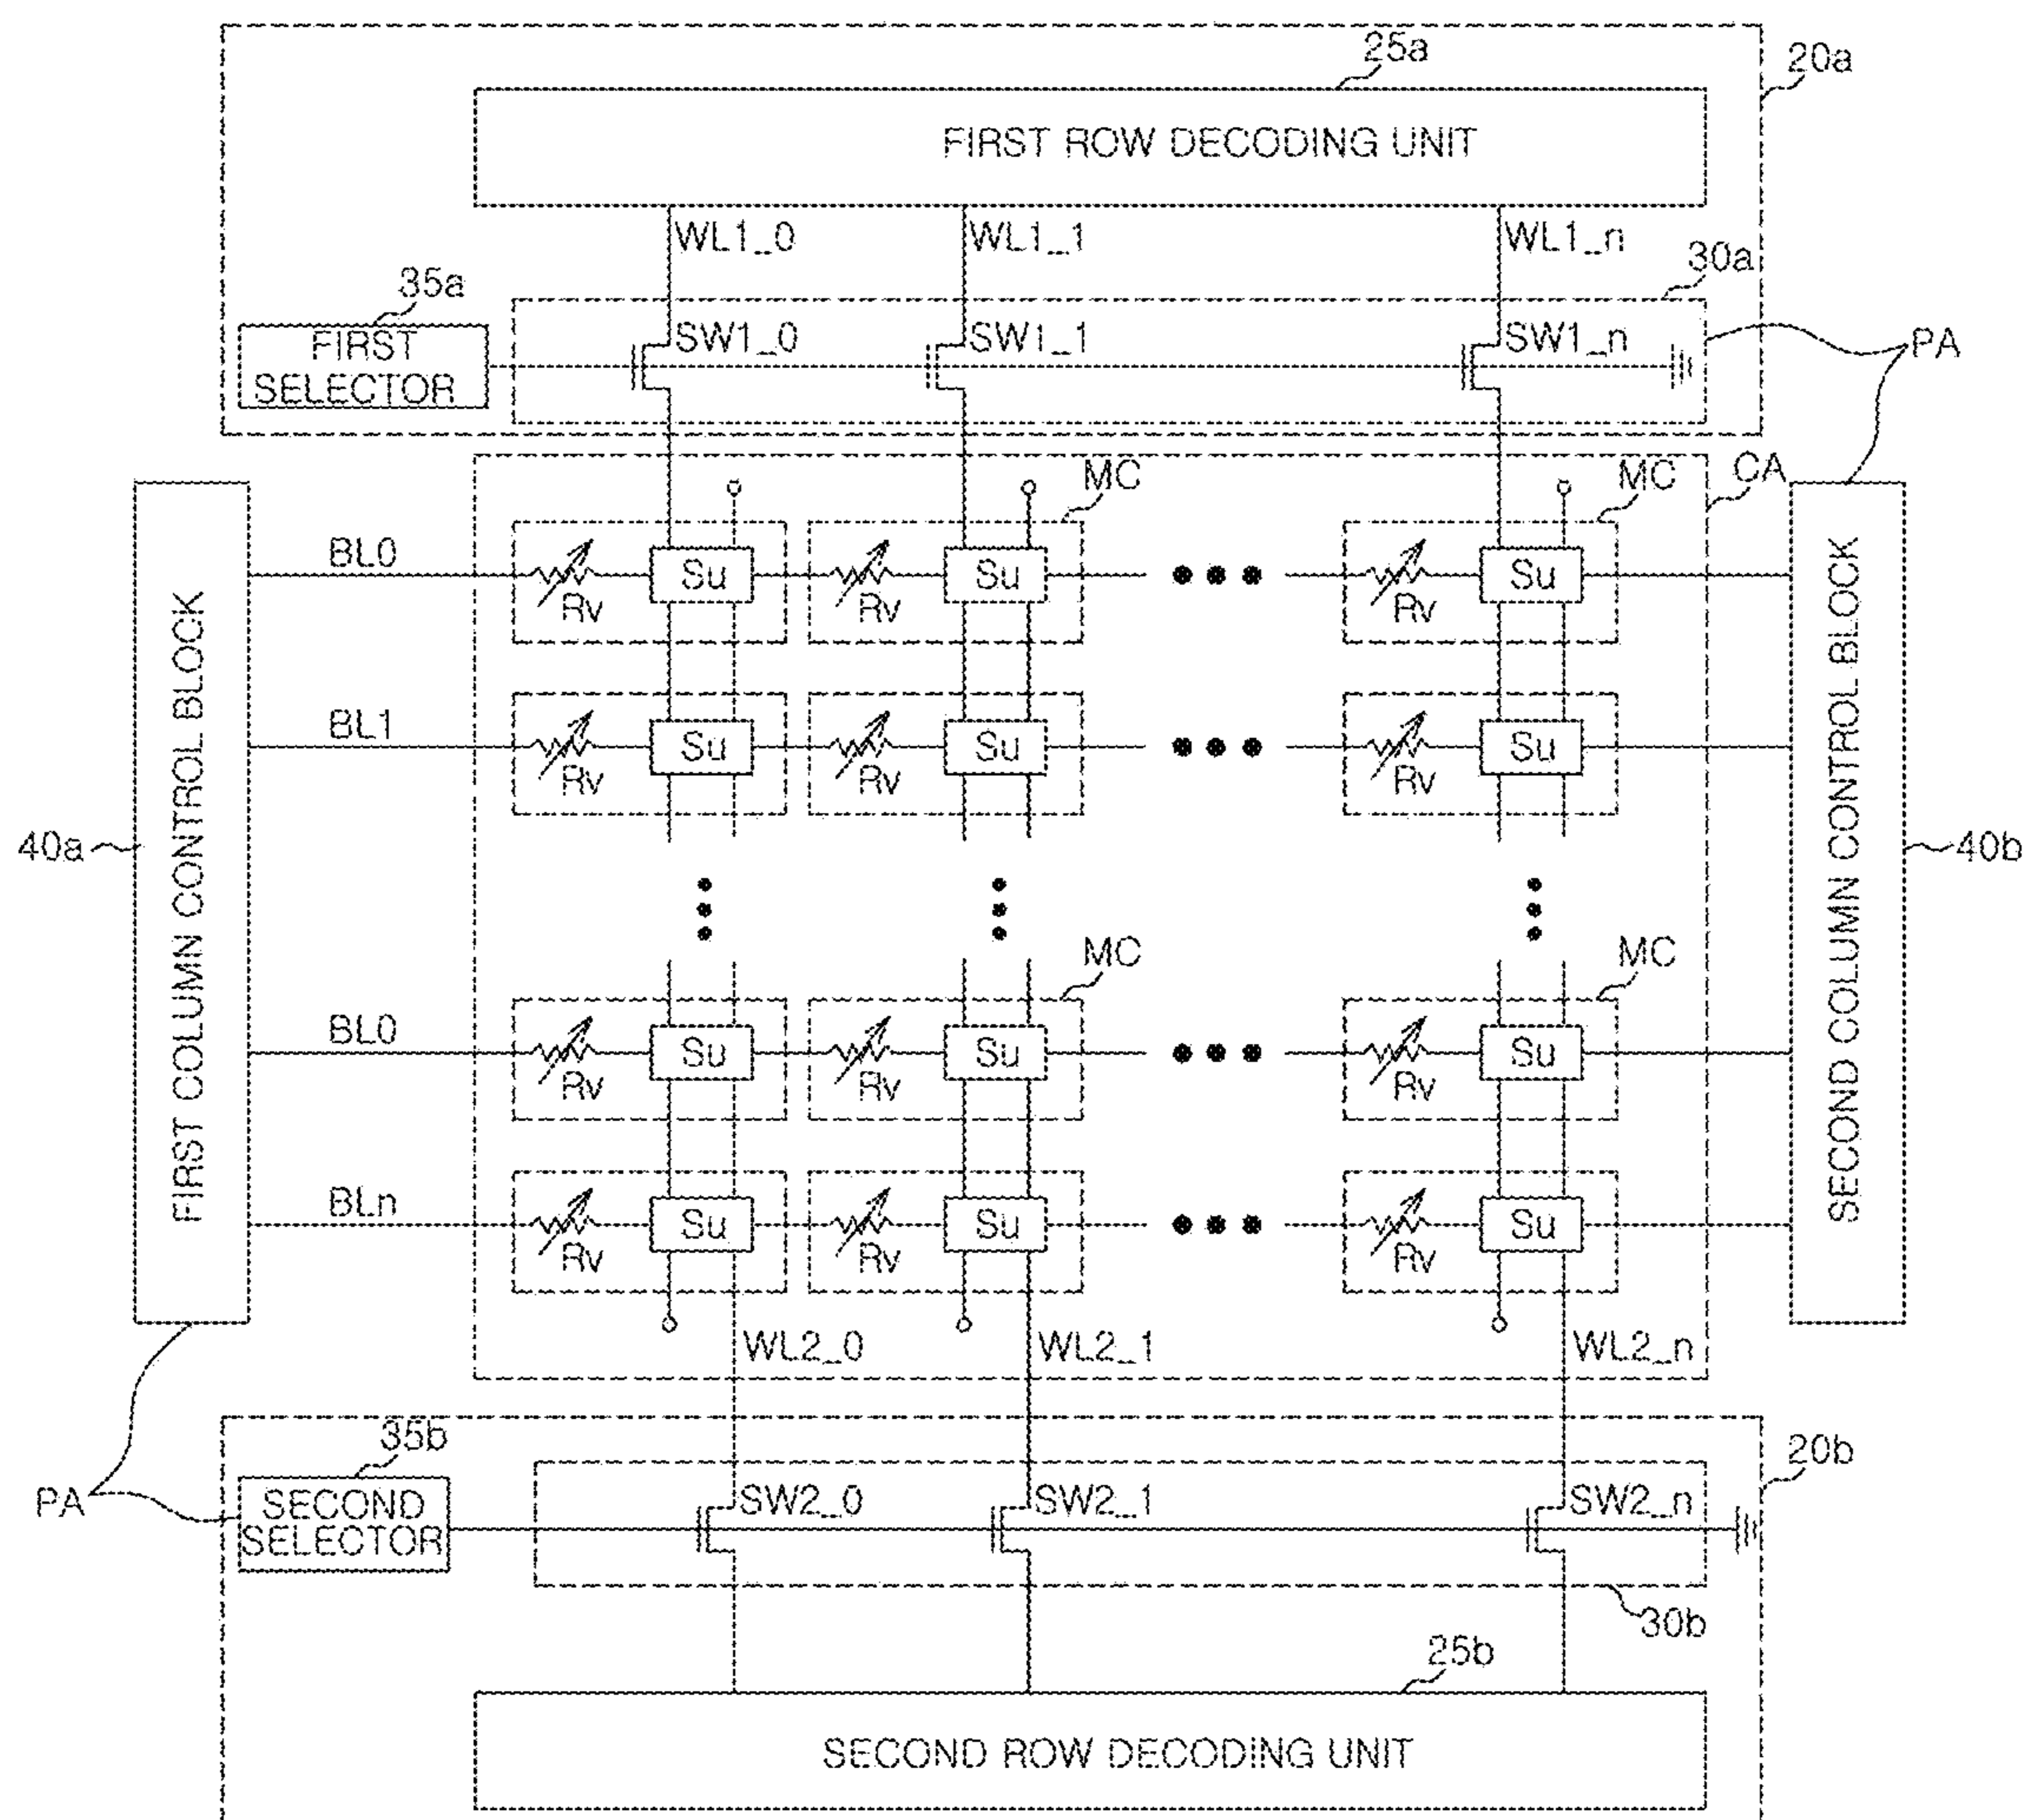 25a
20a
FIRST ROW DECODING UNIT
WL1_0 WL1_1 WL1_n
30a
35a
FIRST
SELECTOR
SW1_0 SW1_1 SW1_n
PA
MC MC CA
BL0 Su Su Su
Rv Rv Rv
BL1 Su Su Su
Rv Rv Rv
40a
FIRST COLUMN CONTROL BLOCK
SECOND COLUMN CONTROL BLOCK
40b
MC MC
BL0 Su Su Su
Rv Rv Rv
BLn Su Su Su
Rv Rv Rv
WL2_0 WL2_1 WL2_n
35b
20b
PA
SECOND
SELECTOR
SW2_0 SW2_1 SW2_n
30b
25b
SECOND ROW DECODING UNIT